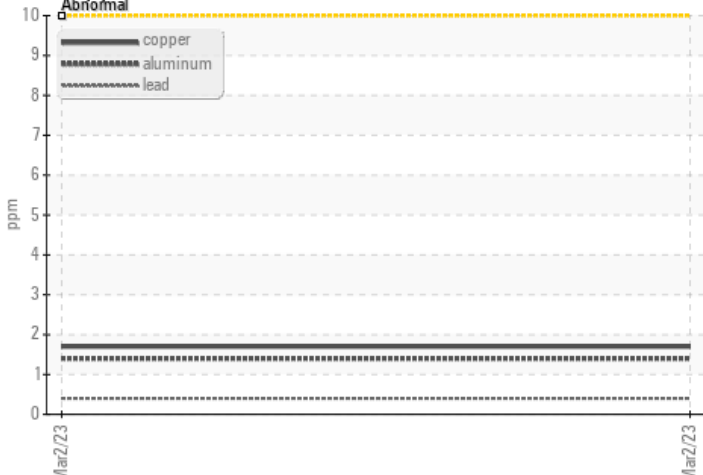 Abnormal
10
copper
9
aluminum
lead
8
7
6
ppm
5
4
3
2
1
0
Mar2/23
Mar2/23